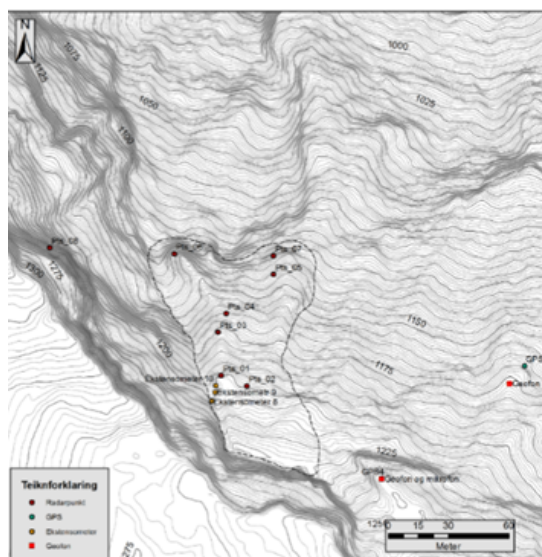 N
1000
1075
1125
1025
1050
1100
Pts_08
Pts_07
Pts_05
1300
1275
Pts_04
1200
Pts_03
1150
1175
GPS
Pts_01
Pts_02
Ekstensometer 10
Ekstensometer 9
Ekstensometer 8
Geofon
1225
GPS4
Geofon og mikrofon
Teiknforklaring
Radarpunkt
GPS
Ekstensometer
Geofon
0
15
30
60
Meter